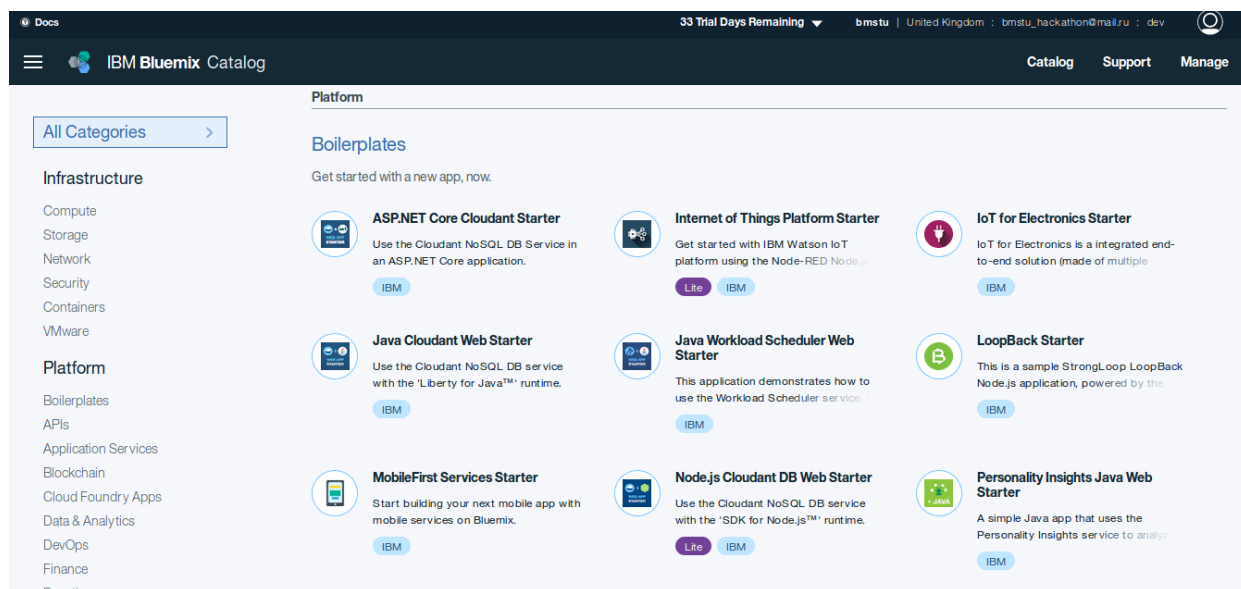 Docs
33 Trial Days Remaining
bmstu | United Kingdom : bmstu_hackathon@mail.ru : dev
IBM Bluemix Catalog
Catalog Support Manage
All Categories
Infrastructure
Compute
Storage
Network
Security
Containers
VMware
Platform
Boilerplates
APIs
Application Services
Blockchain
Cloud Foundry Apps
Data & Analytics
DevOps
Finance
Platform
Boilerplates
Get started with a new app, now.
ASP.NET Core Cloudant Starter
Use the Cloudant NoSQL DB Service in
an ASP.NET Core application.
IBM
Internet of Things Platform Starter
Get started with IBM Watson IoT
platform using the Node-RED Node.js
Lite IBM
IoT for Electronics Starter
IoT for Electronics is a integrated end-
to-end solution (made of multiple
IBM
Java Cloudant Web Starter
Use the Cloudant NoSQL DB service
with the 'Liberty for Java™' runtime.
IBM
Java Workload Scheduler Web
Starter
This application demonstrates how to
use the Workload Scheduler service,
IBM
LoopBack Starter
This is a sample StrongLoop LoopBack
Node.js application, powered by the
IBM
MobileFirst Services Starter
Start building your next mobile app with
mobile services on Bluemix.
IBM
Node.js Cloudant DB Web Starter
Use the Cloudant NoSQL DB service
with the 'SDK for Node.js™' runtime.
Lite IBM
+ JAVA
Personality Insights Java Web
Starter
A simple Java app that uses the
Personality Insights service to analyz
IBM